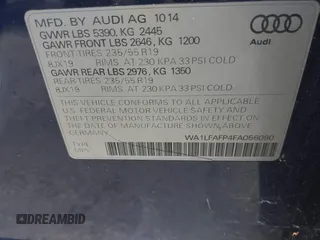 MFD. BY AUDI AG 10 14
GVWR LBS 5390, KG 2445
GAWR FRONT LBS 2646, KG 1200
FRONT TIRES 235/55 R19
8JX19 RIMS AT 230 KPA 33 PSI COLD
GAWR REAR LBS 2976, KG 1350
REAR TIRES 235/55 R19
8JX19 RIMS AT 230 KPA 33 PSI COLD
Audi
THIS VEHICLE CONFORMS TO ALL APPLICABLE
U.S. FEDERAL MOTOR VEHICLE SAFETY AND
THEFT PREVENTION STANDARDS IN EFFECT ON THE
DATE OF MANUFACTURE SHOWN ABOVE.
WA1LFAFP4FA056090
TYPE
MPV
DREAMBID